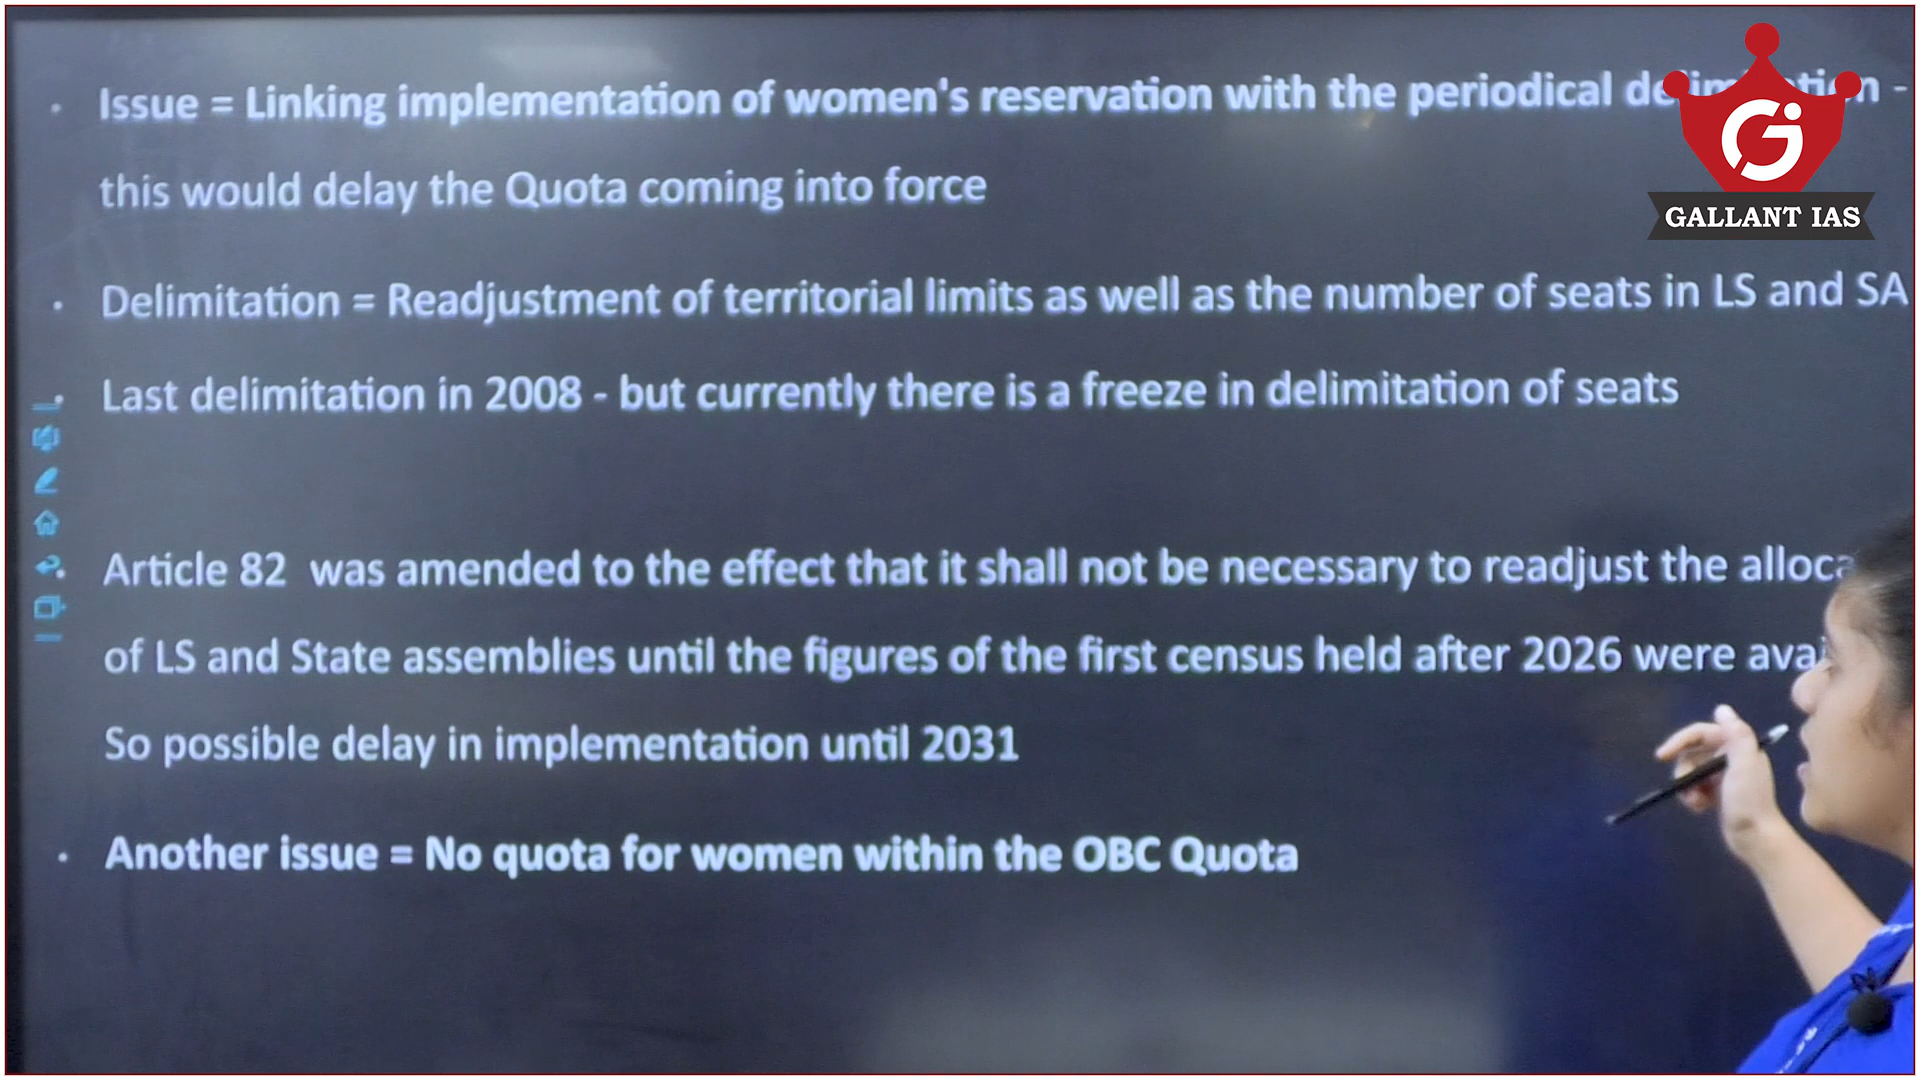 Issue = Linking implementation of women's reservation with the periodical -
this would delay the Quota coming into force
GALLANT IAS
Delimitation = Readjustment of territorial limits as well as the number of seats in LS and SA
Last delimitation in 2008 - but currently there is a freeze in delimitation of seats
Article 82 was amended to the effect that it shall not be necessary to readjust the
of LS and State assemblies until the figures of the first census held after 2026 were
So possible delay in implementation until 2031
Another issue = No quota for women within the OBC Quota